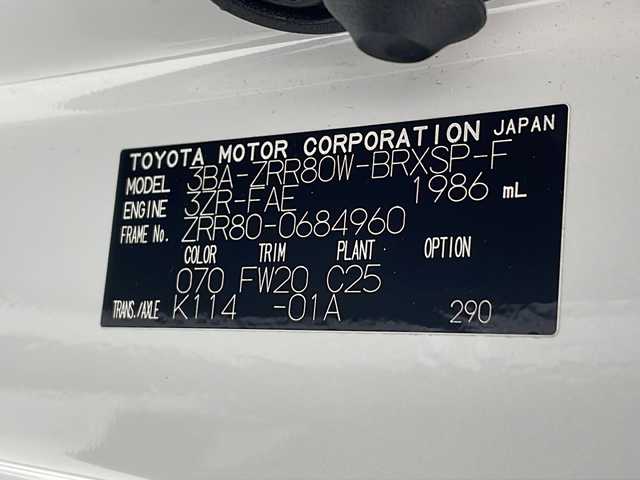 TOYOTA MOTOR CORPORATION JAPAN
MODEL 3BA-ZRR80W-BRXSP-F
ENGINE 3ZR-FAE 1986 mL
FRAME No. ZRR80-0684960
COLOR TRIM PLANT OPTION
070 FW20 C25
TRANS./AXLE K114 -01A 290